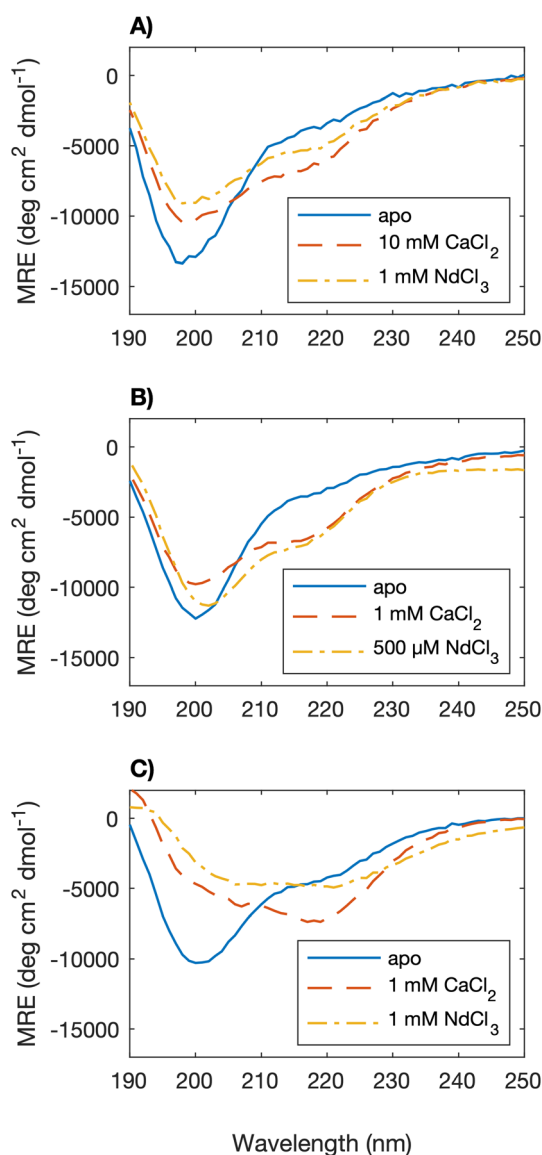 A)
0
-5000
-10000
-15000
MRE (deg cm² dmol⁻¹)
apo
10 mM CaCl₂
1 mM NdCl₃
190 200 210 220 230 240 250
B)
0
-5000
-10000
-15000
MRE (deg cm² dmol⁻¹)
apo
1 mM CaCl₂
500 µM NdCl₃
190 200 210 220 230 240 250
C)
0
-5000
-10000
-15000
MRE (deg cm² dmol⁻¹)
apo
1 mM CaCl₂
1 mM NdCl₃
190 200 210 220 230 240 250
Wavelength (nm)